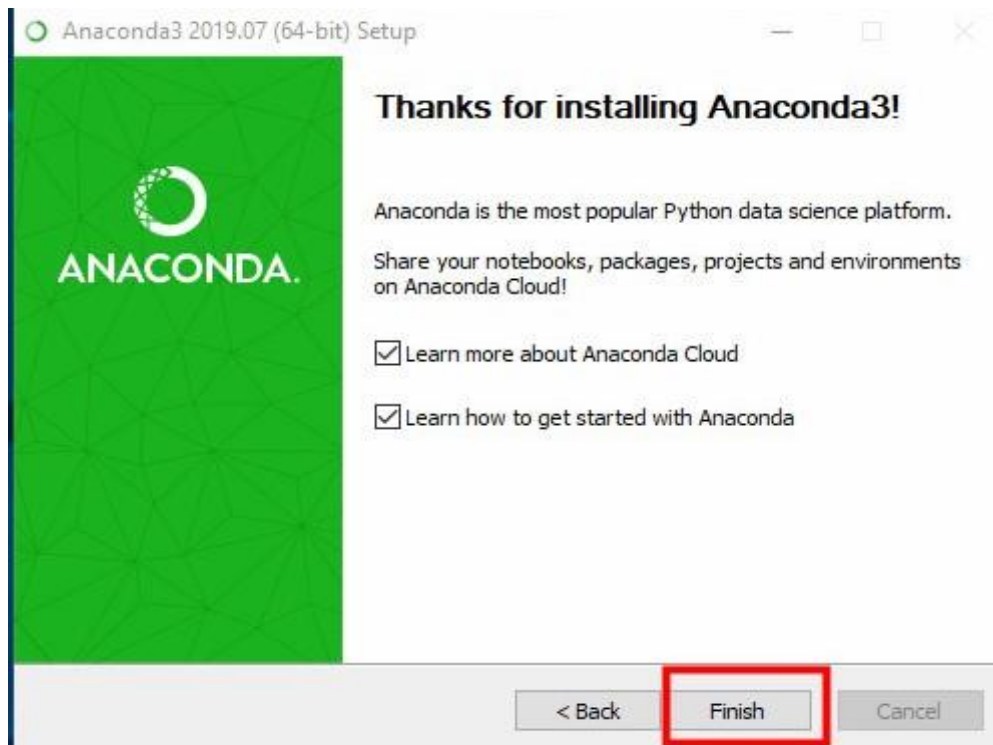 Anaconda3 2019.07 (64-bit) Setup
Thanks for installing Anaconda3!
ANACONDA.
Anaconda is the most popular Python data science platform.
Share your notebooks, packages, projects and environments
on Anaconda Cloud!
Learn more about Anaconda Cloud
Learn how to get started with Anaconda
< Back
Finish
Cancel